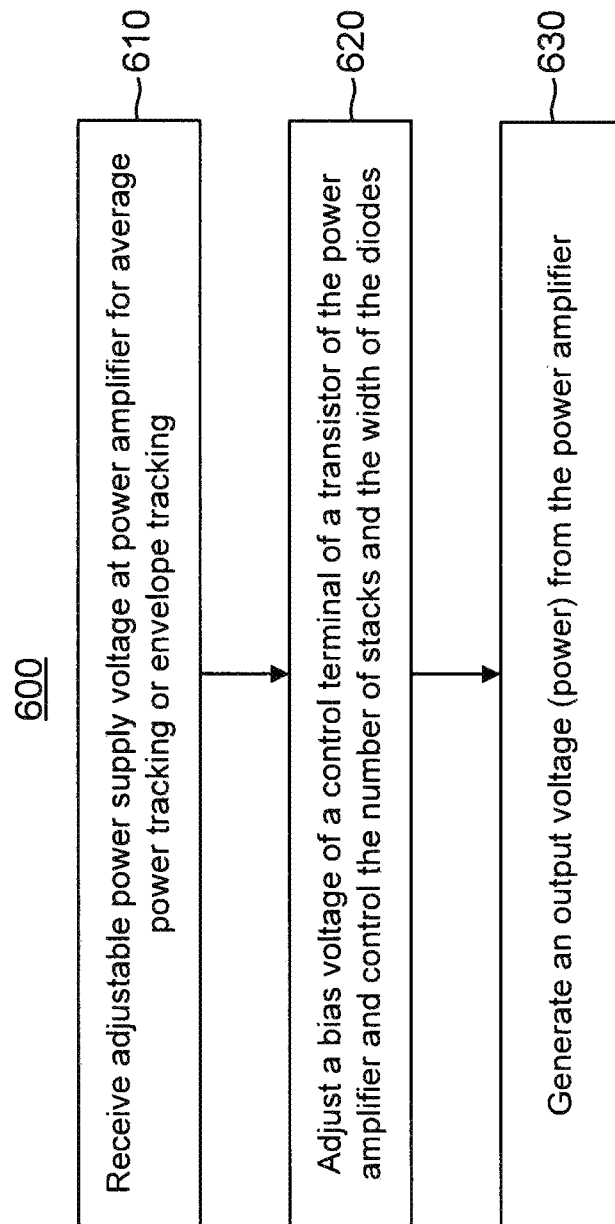 600
Receive adjustable power supply voltage at power amplifier for average
power tracking or envelope tracking
610
Adjust a bias voltage of a control terminal of a transistor of the power
amplifier and control the number of stacks and the width of the diodes
620
Generate an output voltage (power) from the power amplifier
630